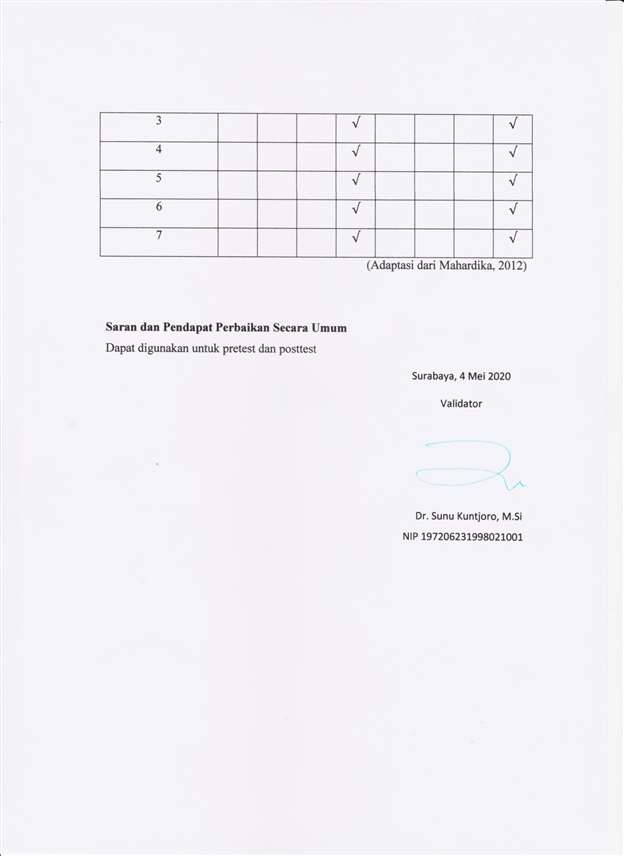 3 √ √
4 √ √
5 √ √
6 √ √
7 √ √
(Adaptasi dari Mahardika, 2012)
Saran dan Pendapat Perbaikan Secara Umum
Dapat digunakan untuk pretest dan posttest
Surabaya, 4 Mei 2020
Validator
Dr. Sunu Kuntjoro, M.Si
NIP 197206231998021001